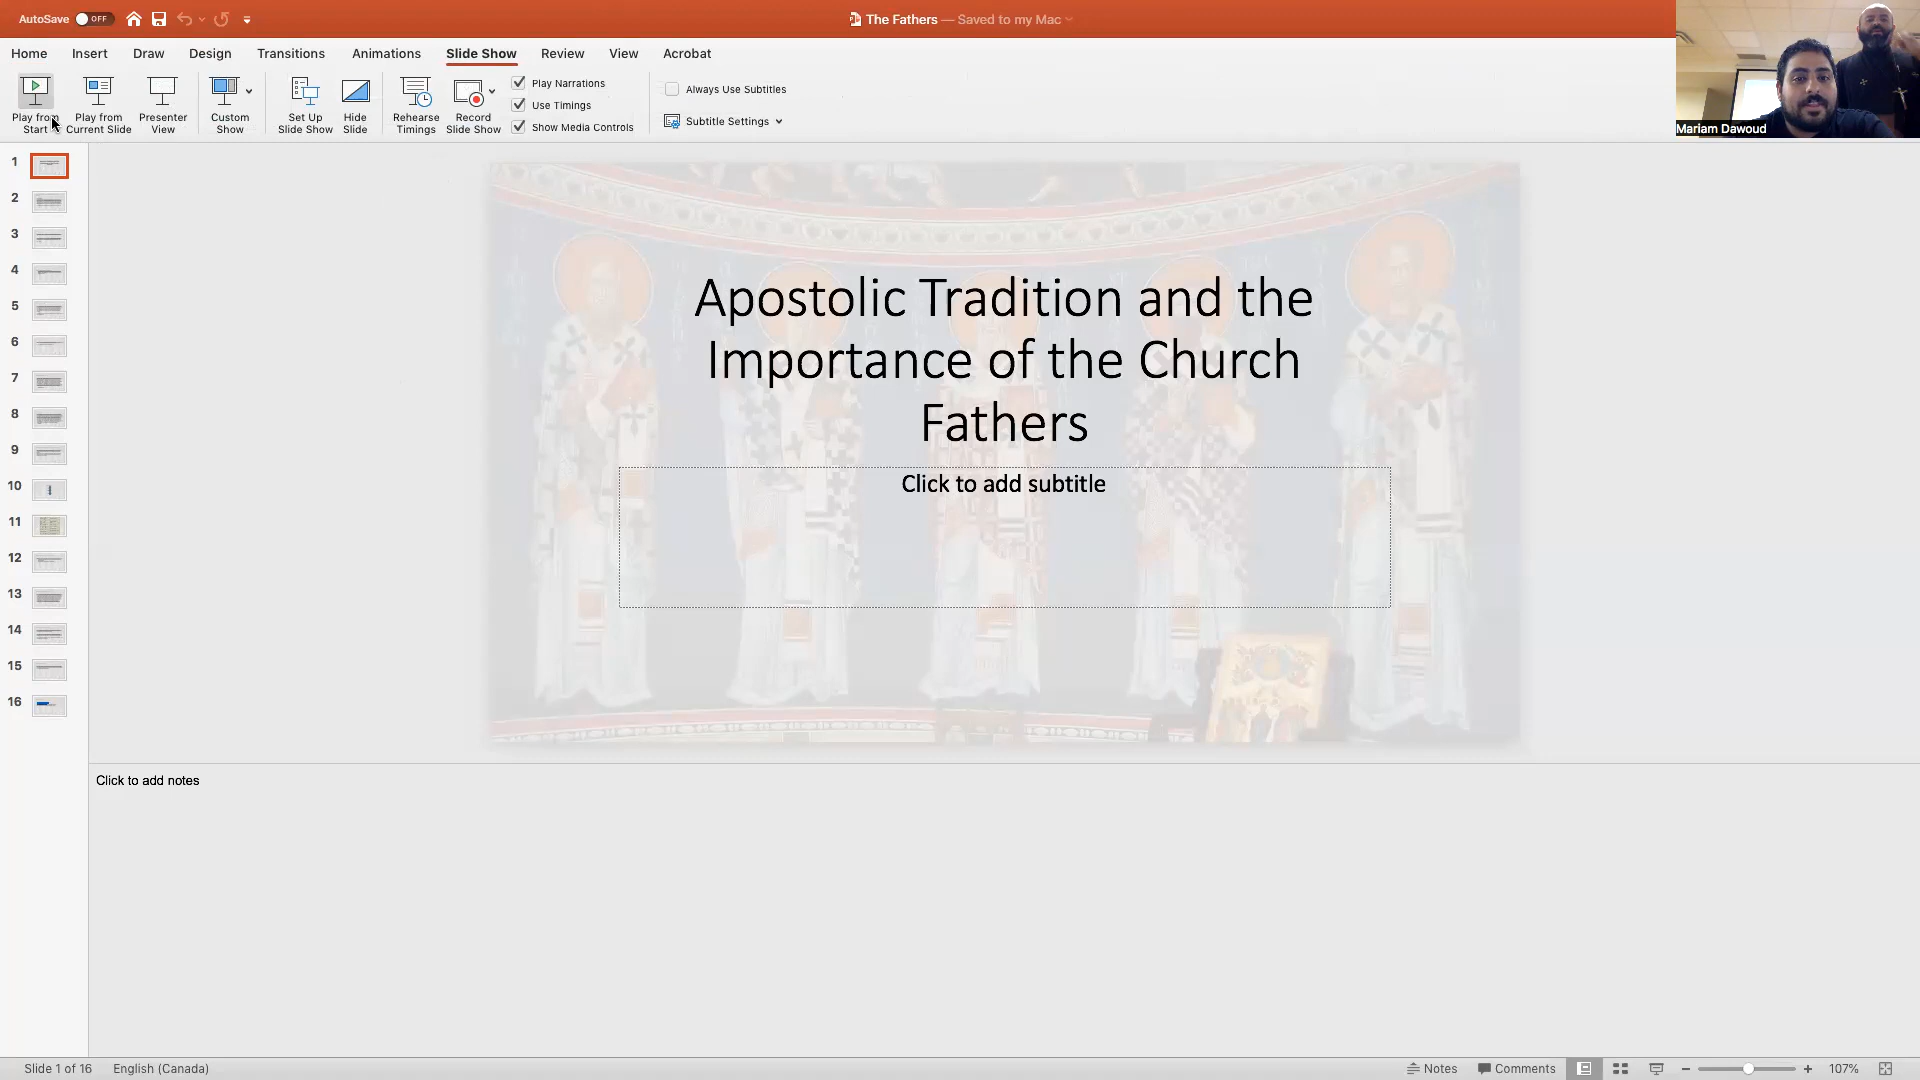 AutoSave OFF
The Fathers — Saved to my Mac
Home Insert Draw Design Transitions Animations Slide Show Review View Acrobat
Play from Start
Play from Current Slide
Presenter View
Custom Show
Set Up Slide Show
Hide Slide
Rehearse Timings
Record Slide Show
Play Narrations
Use Timings
Show Media Controls
Always Use Subtitles
Subtitle Settings
Mariam Dawoud
1
2
3
4
5
6
7
8
9
10
11
12
13
14
15
16
Apostolic Tradition and the
Importance of the Church
Fathers
Click to add subtitle
Click to add notes
Slide 1 of 16 English (Canada) Notes Comments 107%